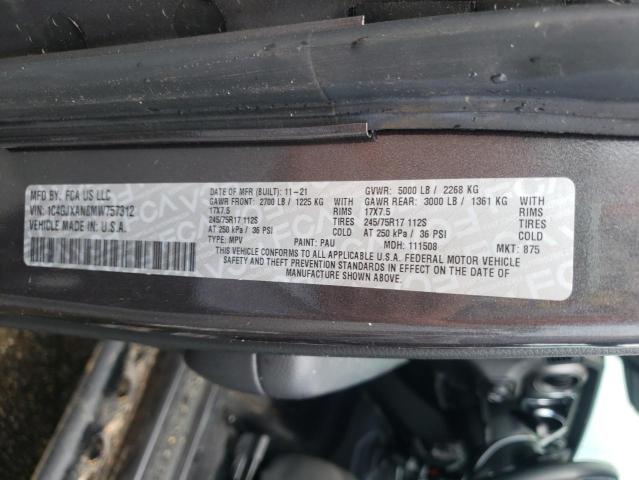 MFD BY: FCA US LLC
DATE OF MFR (BUILT): 11-21
GVWR: 5000 LB / 2268 KG
VIN: 1C4GJXAN8MW757312
GAWR FRONT: 2700 LB / 1225 KG
GAWR REAR: 3000 LB / 1361 KG
VEHICLE MADE IN: U.S.A.
17X7.5 RIMS
17X7.5 RIMS
245/75R17 112S TIRES
245/75R17 112S TIRES
AT 250 kPa / 36 PSI COLD
AT 250 kPa / 36 PSI COLD
TYPE: MPV PAINT: PAU MDH: 111508 MKT: 875
THIS VEHICLE CONFORMS TO ALL APPLICABLE U.S.A. FEDERAL MOTOR VEHICLE
SAFETY AND THEFT PREVENTION STANDARDS IN EFFECT ON THE DATE OF
MANUFACTURE SHOWN ABOVE.